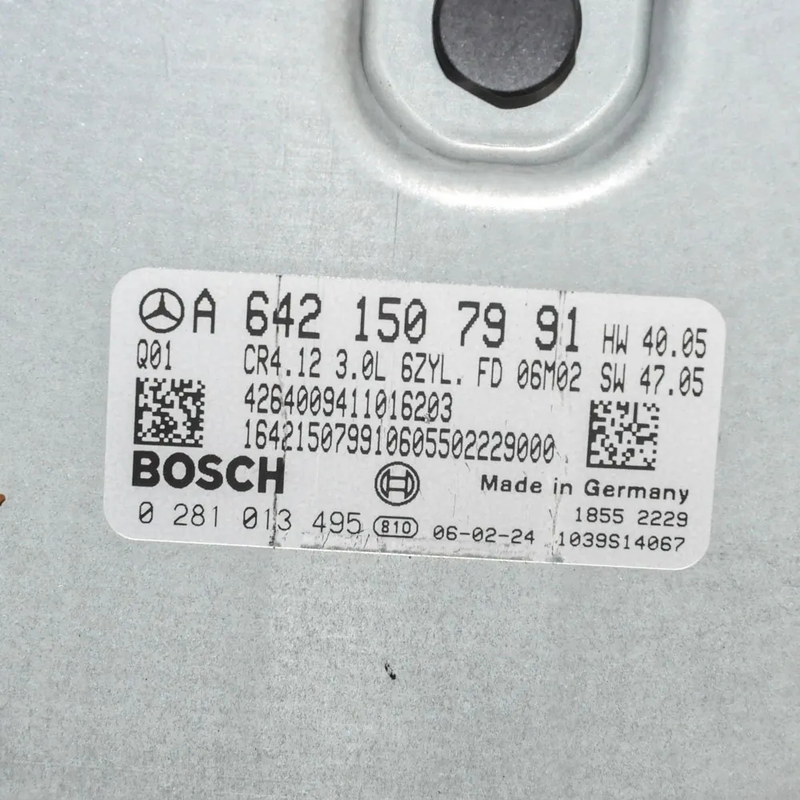 A 642 150 79 91 HW 40.05
Q01 CR4.12 3.0L 6ZYL. FD 06M02 SW 47.05
4264009411016203
164215079910605502229000
BOSCH Made in Germany
1855 2229
0 281 013 495 810 06-02-24 1039S14067